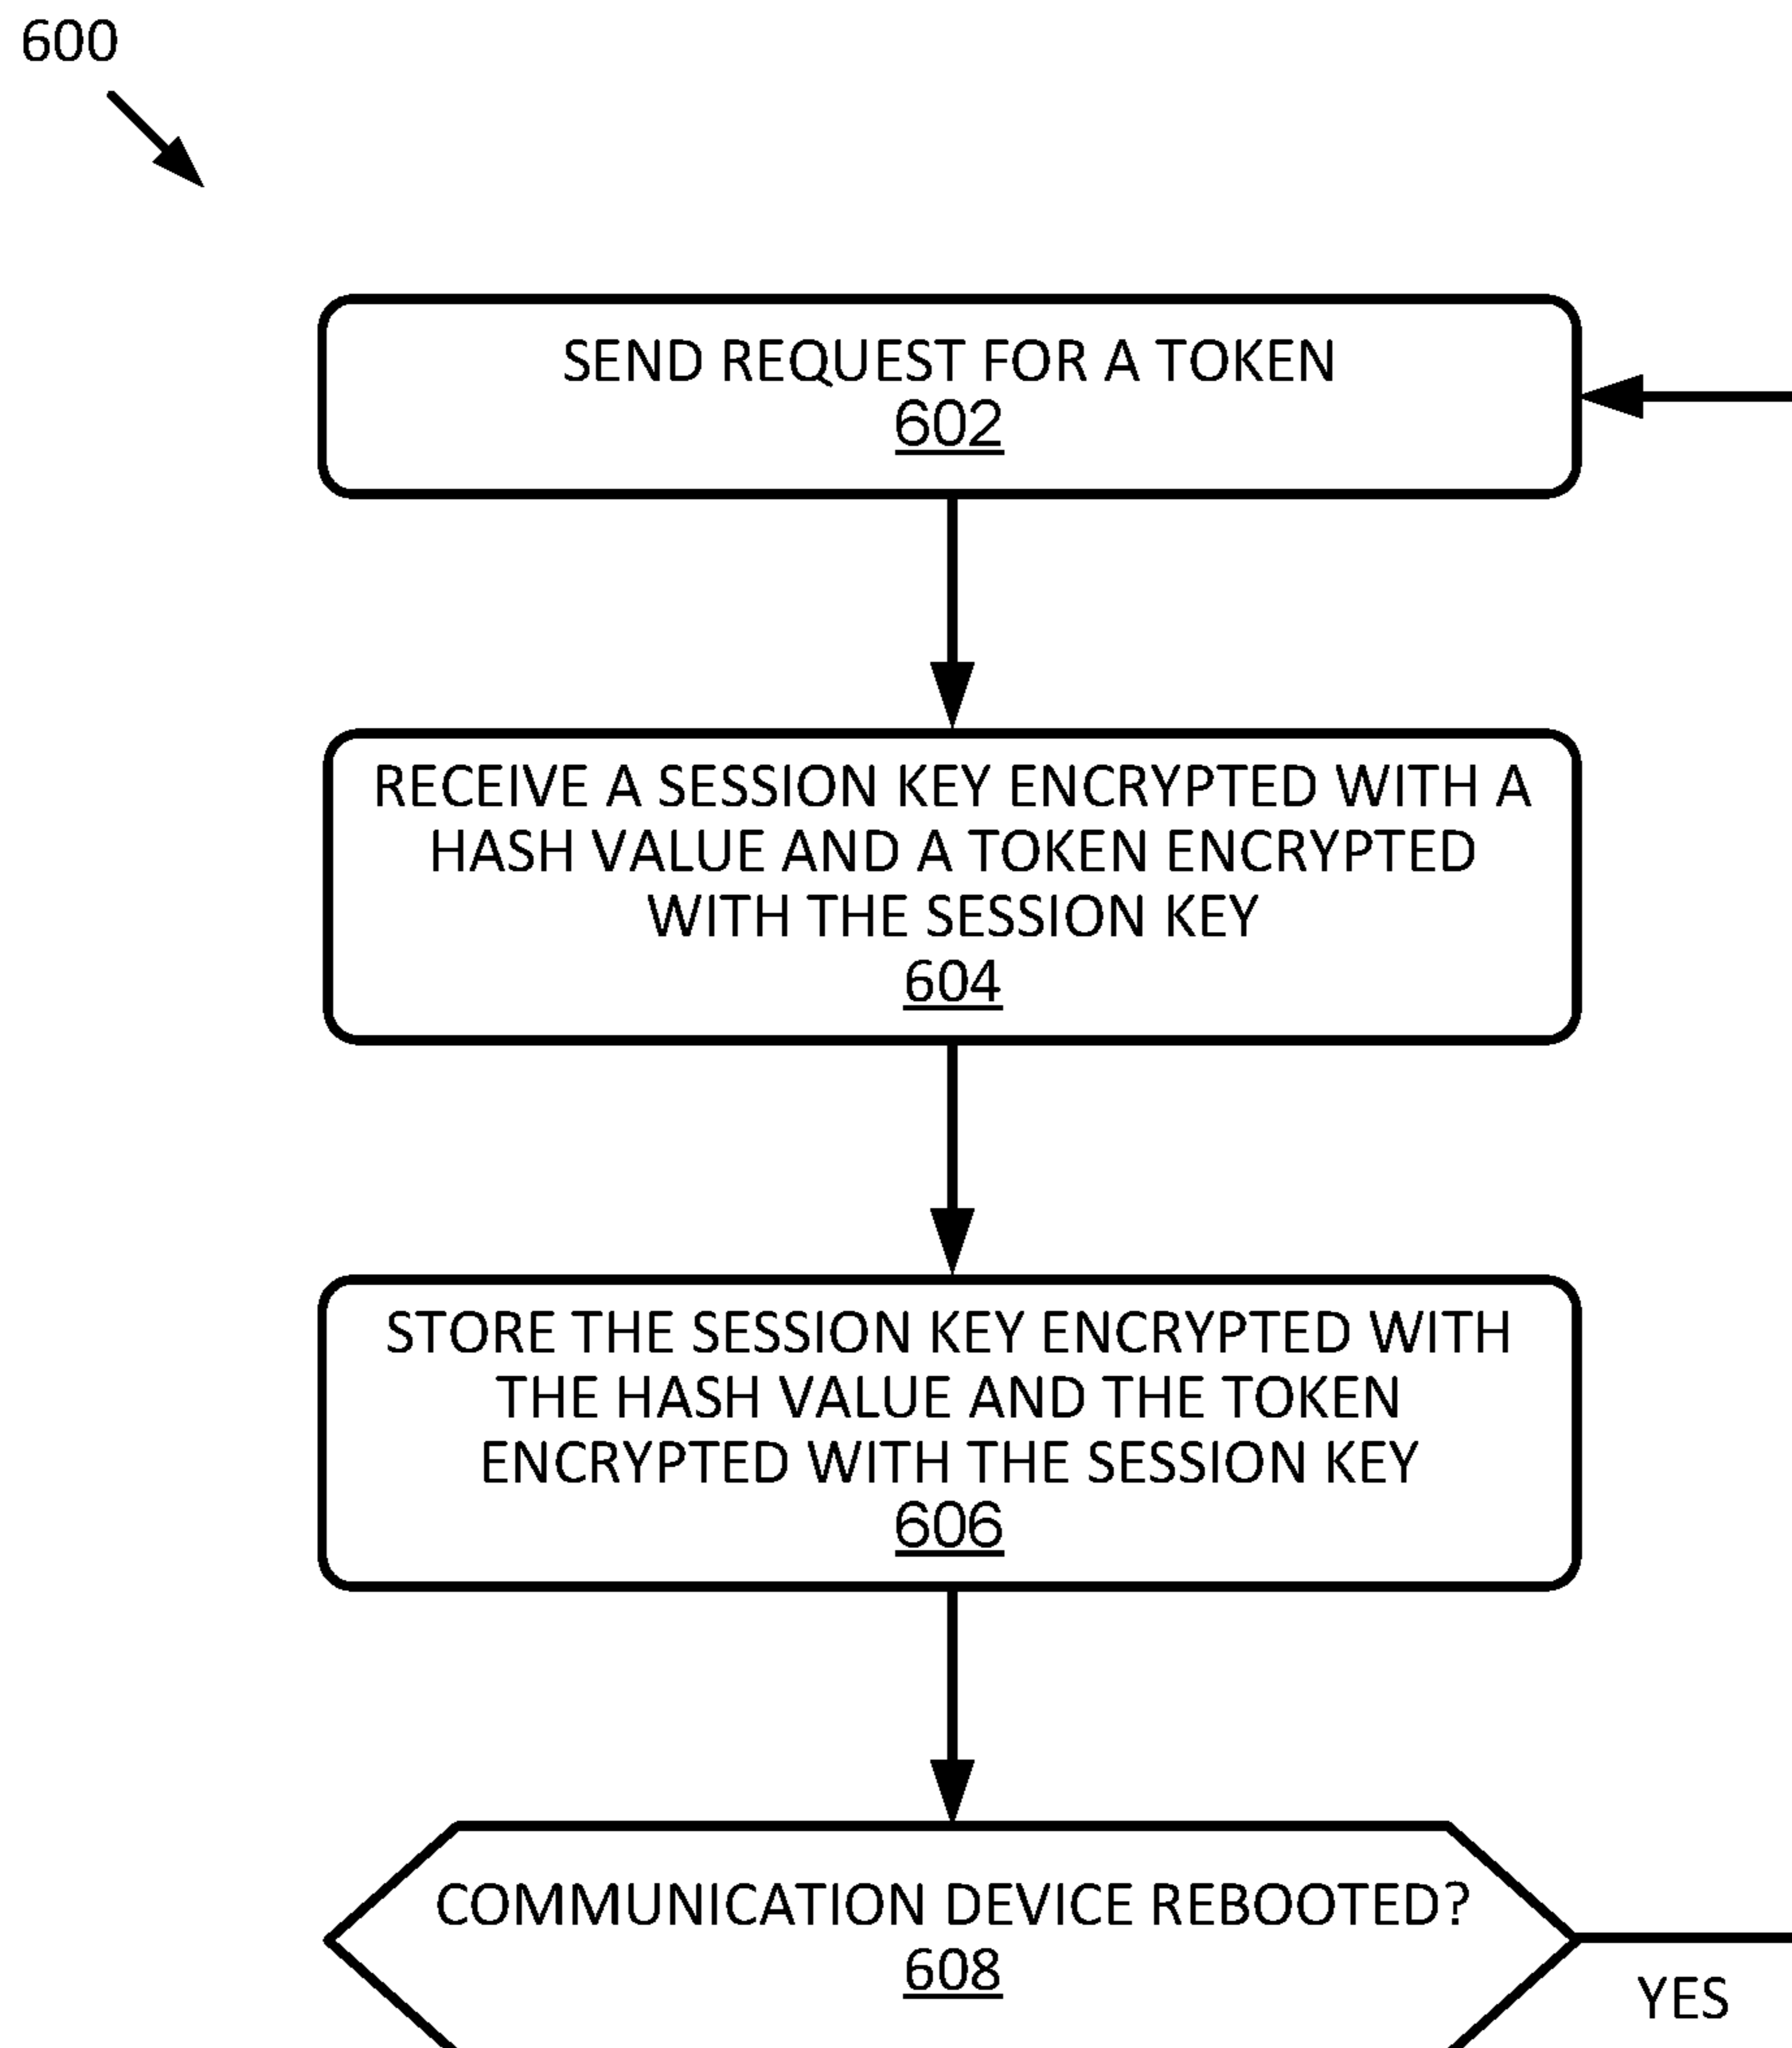 600
SEND REQUEST FOR A TOKEN
602
RECEIVE A SESSION KEY ENCRYPTED WITH A
HASH VALUE AND A TOKEN ENCRYPTED
WITH THE SESSION KEY
604
STORE THE SESSION KEY ENCRYPTED WITH
THE HASH VALUE AND THE TOKEN
ENCRYPTED WITH THE SESSION KEY
606
COMMUNICATION DEVICE REBOOTED?
608
YES